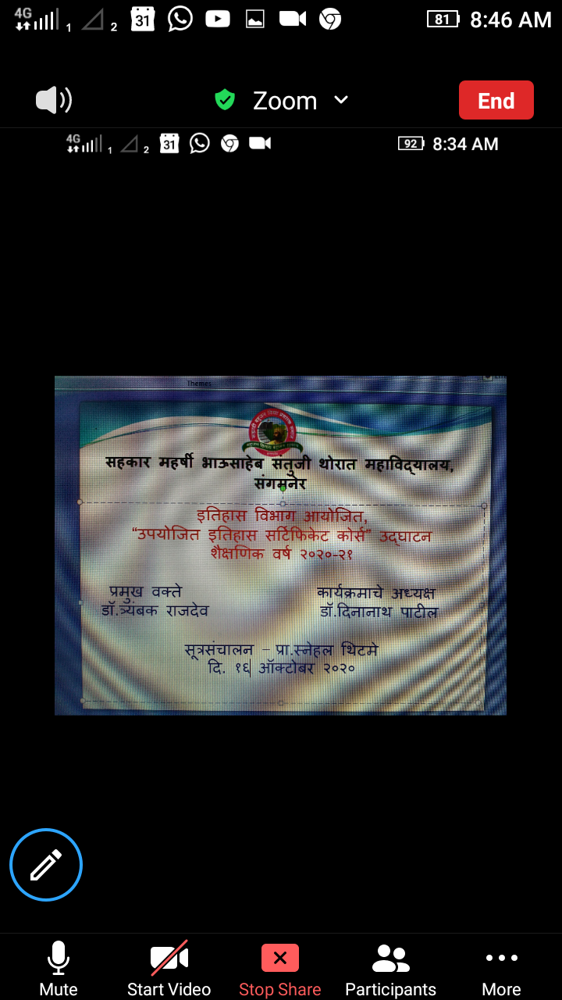 4G 1 2 31 81 8:46 AM
Zoom End
4G 1 2 31 92 8:34 AM
Themes
सहकार महर्षी भाऊसाहेब संतुजी थोरात महाविद्यालय,
संगमनेर
इतिहास विभाग आयोजित,
“उपयोजित इतिहास सर्टिफिकेट कोर्स” उद्घाटन
शैक्षणिक वर्ष २०२०-२१
प्रमुख वक्ते
डॉ.त्र्यंबक राजदेव
कार्यक्रमाचे अध्यक्ष
डॉ.दिनानाथ पाटील
सूत्रसंचालन – प्रा.स्नेहल थिटमे
दि. १६ ऑक्टोबर २०२०
Mute Start Video Stop Share Participants More